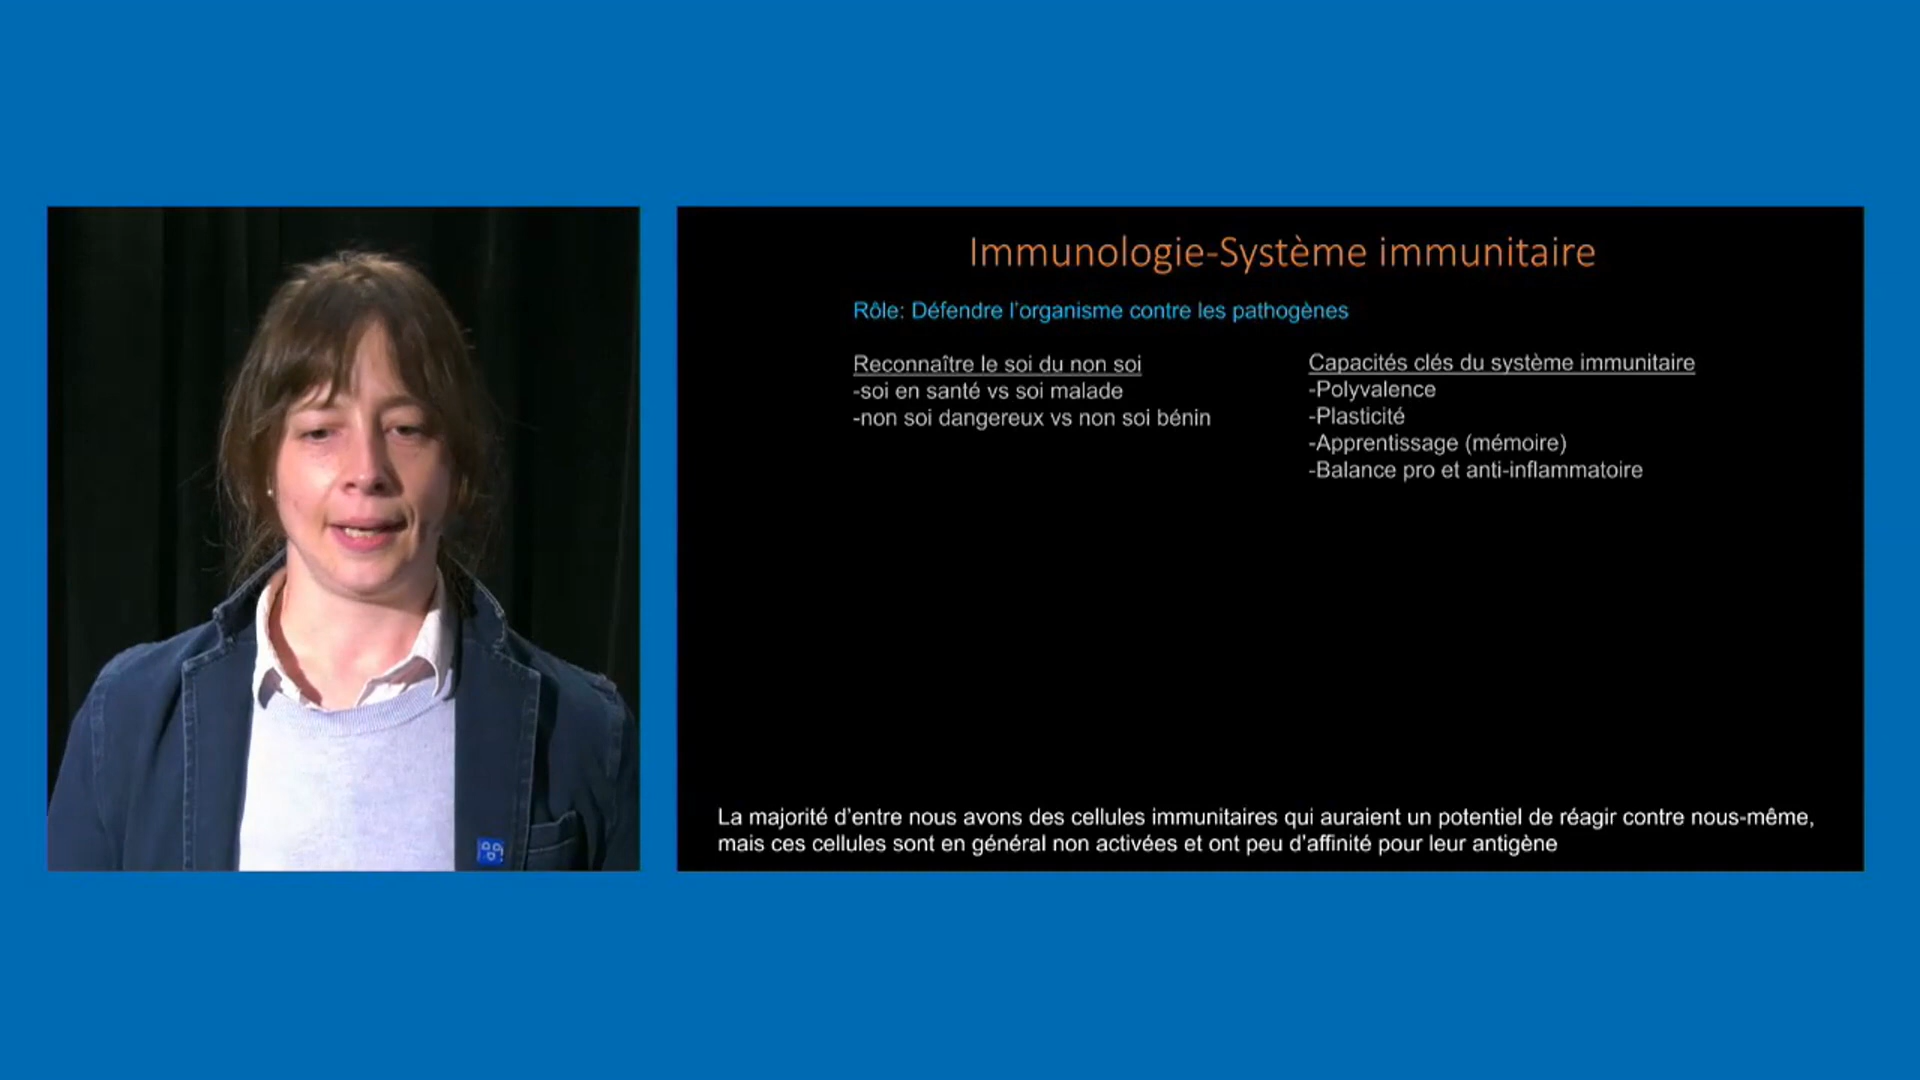 Immunologie-Système immunitaire
Rôle: Défendre l'organisme contre les pathogènes
Reconnaître le soi du non soi
-soi en santé vs soi malade
-non soi dangereux vs non soi bénin
Capacités clés du système immunitaire
-Polyvalence
-Plasticité
-Apprentissage (mémoire)
-Balance pro et anti-inflammatoire
La majorité d'entre nous avons des cellules immunitaires qui auraient un potentiel de réagir contre nous-même,
mais ces cellules sont en général non activées et ont peu d'affinité pour leur antigène